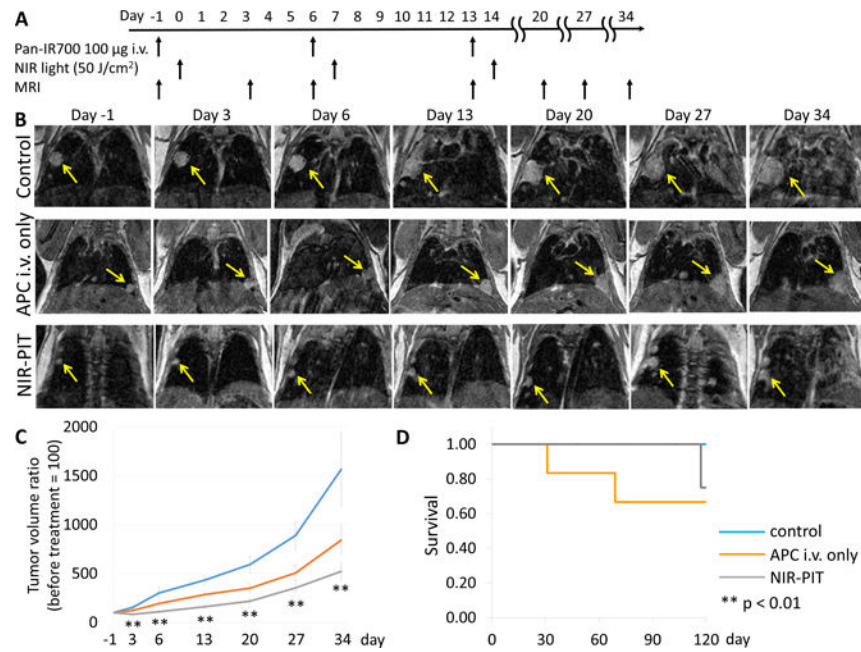 A Day -1 0 1 2 3 4 5 6 7 8 9 10 11 12 13 14 20 27 34
Pan-IR700 100 µg i.v.
NIR light (50 J/cm²)
MRI
B Day -1 Day 3 Day 6 Day 13 Day 20 Day 27 Day 34
Control
APC i.v. only
NIR-PIT
C
Tumor volume ratio
(before treatment = 100)
2000
1500
1000
500
0
** ** ** ** ** **
-1 3 6 13 20 27 34 day
D
Survival
1.00
0.80
0.60
0.40
0.20
0.00
0 30 60 90 120 day
control
APC i.v. only
NIR-PIT
** p < 0.01